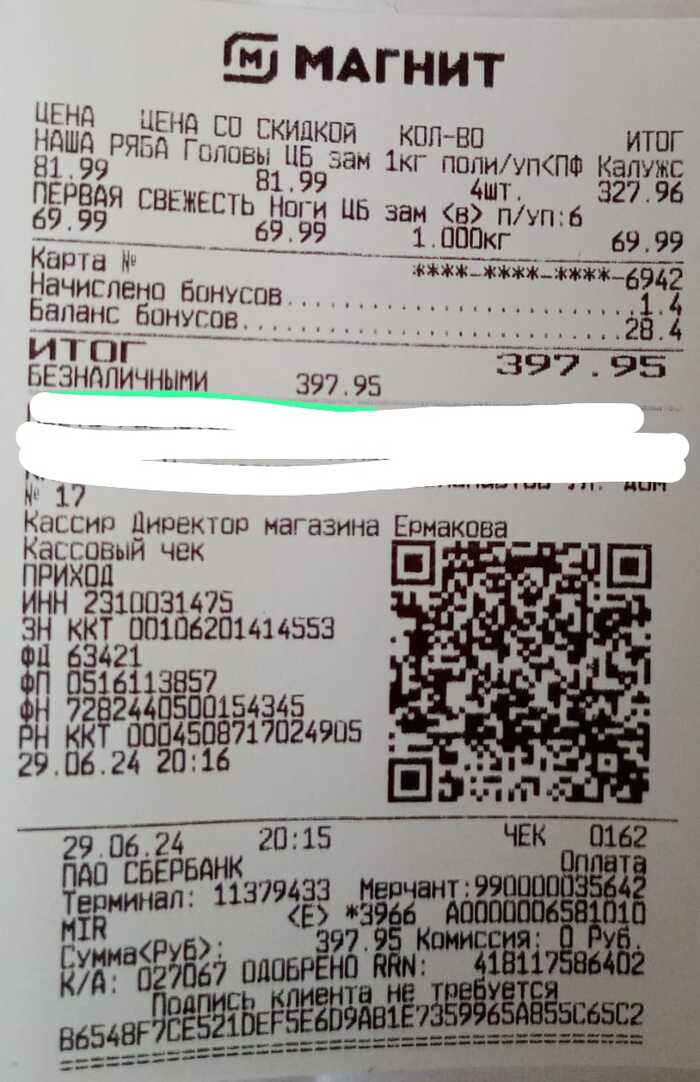 МАГНИТ
ЦЕНА ЦЕНА СО СКИДКОЙ КОЛ-ВО ИТОГ
НАША РЯБА Головы ЦБ зам 1кг поли/уп<ПФ Калужс
81.99 81.99 4шт. 327.96
ПЕРВАЯ СВЕЖЕСТЬ Ноги ЦБ зам <в> п/уп:6
69.99 69.99 1.000кг 69.99
Карта № ****-****-****-6942
Начислено бонусов 1.4
Баланс бонусов 28.4
ИТОГ 397.95
БЕЗНАЛИЧНЫМИ 397.95
ул. дом
№ 17
Кассир Директор магазина Ермакова
Кассовый чек
ПРИХОД
ИНН 2310031475
ЗН ККТ 00106201414553
ФД 63421
ФП 0516113857
ФН 7282440500154345
РН ККТ 0004508717024905
29.06.24 20:16
29.06.24 20:15 ЧЕК 0162
ПАО СБЕРБАНК Оплата
Терминал: 11379433 Мерчант:990000035642
MIR <E> *3966 A0000006581010
Сумма<Руб>: 397.95 Комиссия: 0 Руб.
К/А: 027067 ОДОБРЕНО RRN: 418117586402
Подпись клиента не требуется
B6548F7CE521DEF5E6D9AB1E7359965AB55C65C2